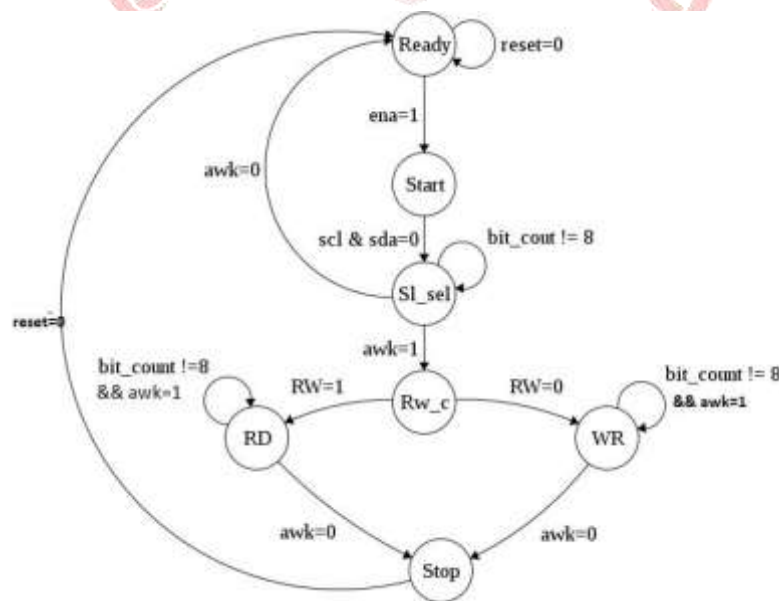 Ready
reset=0
ena=1
awk=0
Start
scl & sda=0
bit_cout != 8
Sl_sel
reset=0
awk=1
bit_count !=8
&& awk=1
RW=1
Rw_c
RW=0
bit_count != 8
&& awk=1
RD
WR
awk=0
awk=0
Stop